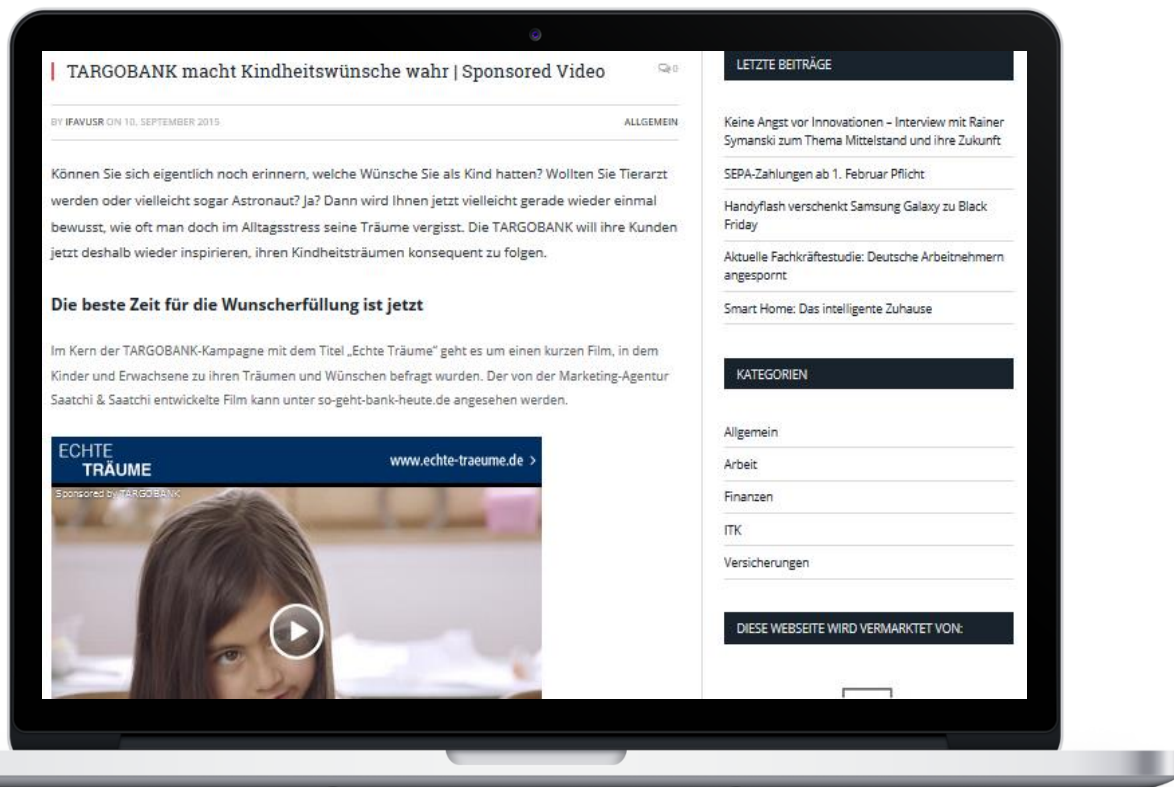 TARGOBANK macht Kindheitswünsche wahr | Sponsored Video
0
BY IFAVUSR ON 10. SEPTEMBER 2015
ALLGEMEIN
Können Sie sich eigentlich noch erinnern, welche Wünsche Sie als Kind hatten? Wollten Sie Tierarzt
werden oder vielleicht sogar Astronaut? Ja? Dann wird Ihnen jetzt vielleicht gerade wieder einmal
bewusst, wie oft man doch im Alltagsstress seine Träume vergisst. Die TARGOBANK will ihre Kunden
jetzt deshalb wieder inspirieren, ihren Kindheitsträumen konsequent zu folgen.
Die beste Zeit für die Wunscherfüllung ist jetzt
Im Kern der TARGOBANK-Kampagne mit dem Titel „Echte Träume“ geht es um einen kurzen Film, in dem
Kinder und Erwachsene zu ihren Träumen und Wünschen befragt wurden. Der von der Marketing-Agentur
Saatchi & Saatchi entwickelte Film kann unter so-geht-bank-heute.de angesehen werden.
ECHTE
TRÄUME
www.echte-traeume.de >
Sponsored by TARGOBANK
LETZTE BEITRÄGE
Keine Angst vor Innovationen – Interview mit Rainer
Symanski zum Thema Mittelstand und ihre Zukunft
SEPA-Zahlungen ab 1. Februar Pflicht
Handyflash verschenkt Samsung Galaxy zu Black
Friday
Aktuelle Fachkräftestudie: Deutsche Arbeitnehmern
angespornt
Smart Home: Das intelligente Zuhause
KATEGORIEN
Allgemein
Arbeit
Finanzen
ITK
Versicherungen
DIESE WEBSEITE WIRD VERMARKTET VON: